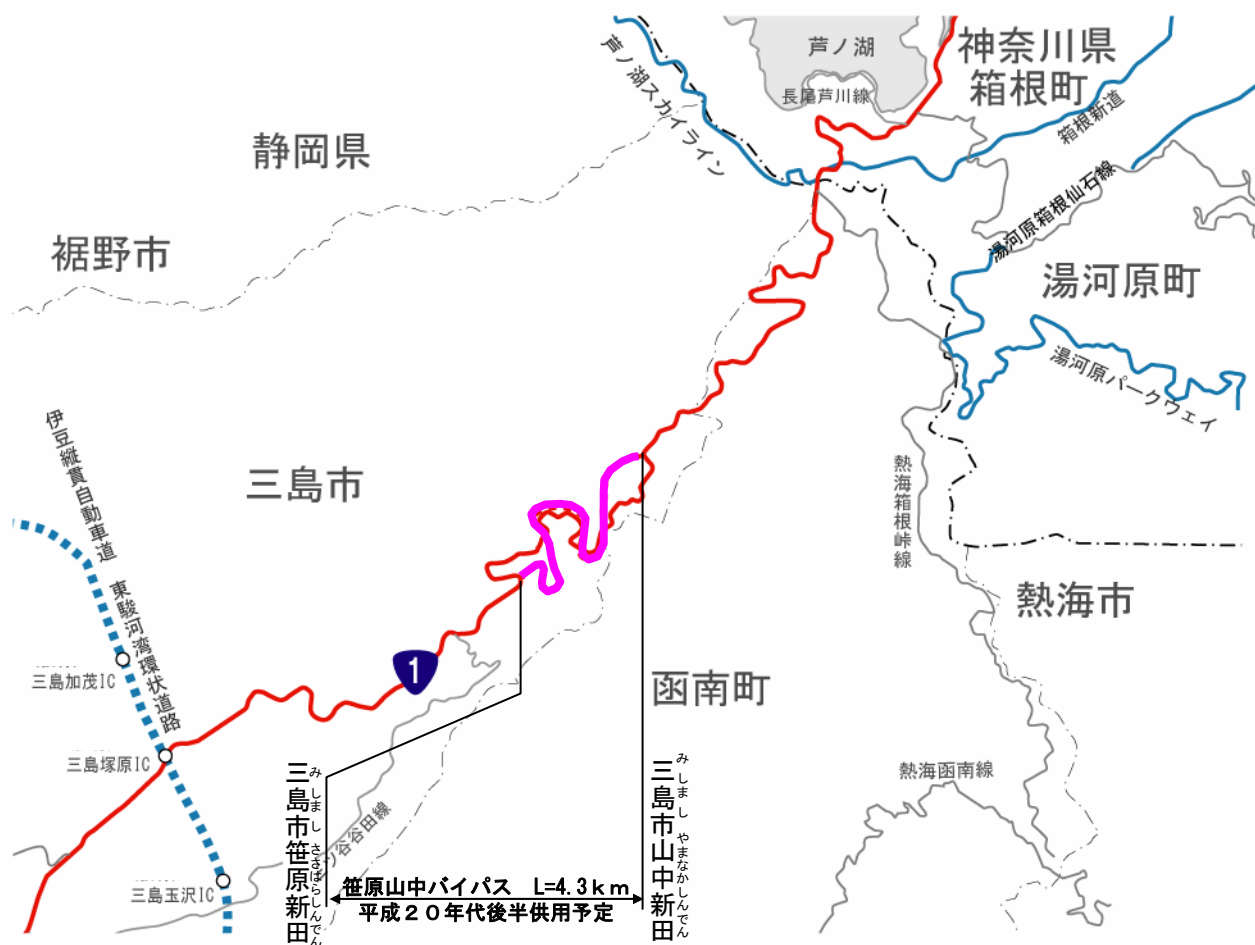 芦ノ湖
神奈川県
箱根町
長尾芦川線
芦ノ湖スカイライン
箱根新道
静岡県
湯河原箱根仙石線
裾野市
湯河原町
湯河原パークウェイ
伊豆縦貫自動車道
東駿河湾環状道路
三島市
熱海箱根峠線
熱海市
1
三島加茂IC
函南町
三島塚原IC
熱海函南線
谷田線
三島玉沢IC
三島市笹原新田
みしまし ささばらしんでん
三島市山中新田
みしまし やまなかしんでん
笹原山中バイパス L=4.3km
平成20年代後半供用予定